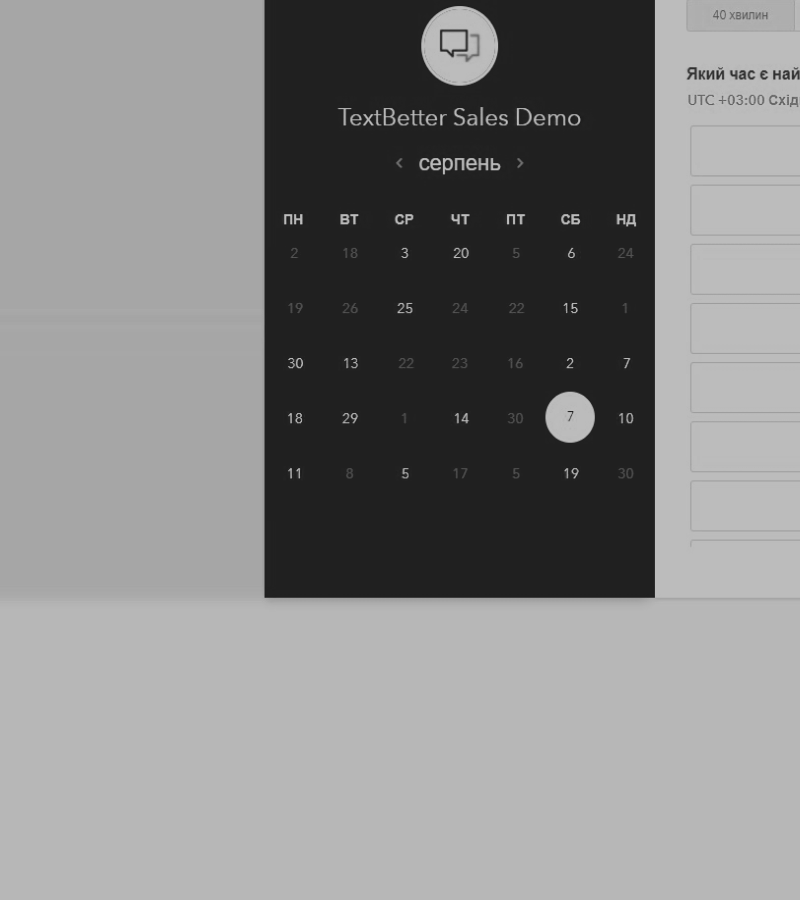 40 хвилин
TextBetter Sales Demo
серпень
ПН ВТ СР ЧТ ПТ СБ НД
2 18 3 20 5 6 24
19 26 25 24 22 15 1
30 13 22 23 16 2 7
18 29 1 14 30 7 10
11 8 5 17 5 19 30
Який час є най
UTC +03:00 Схід